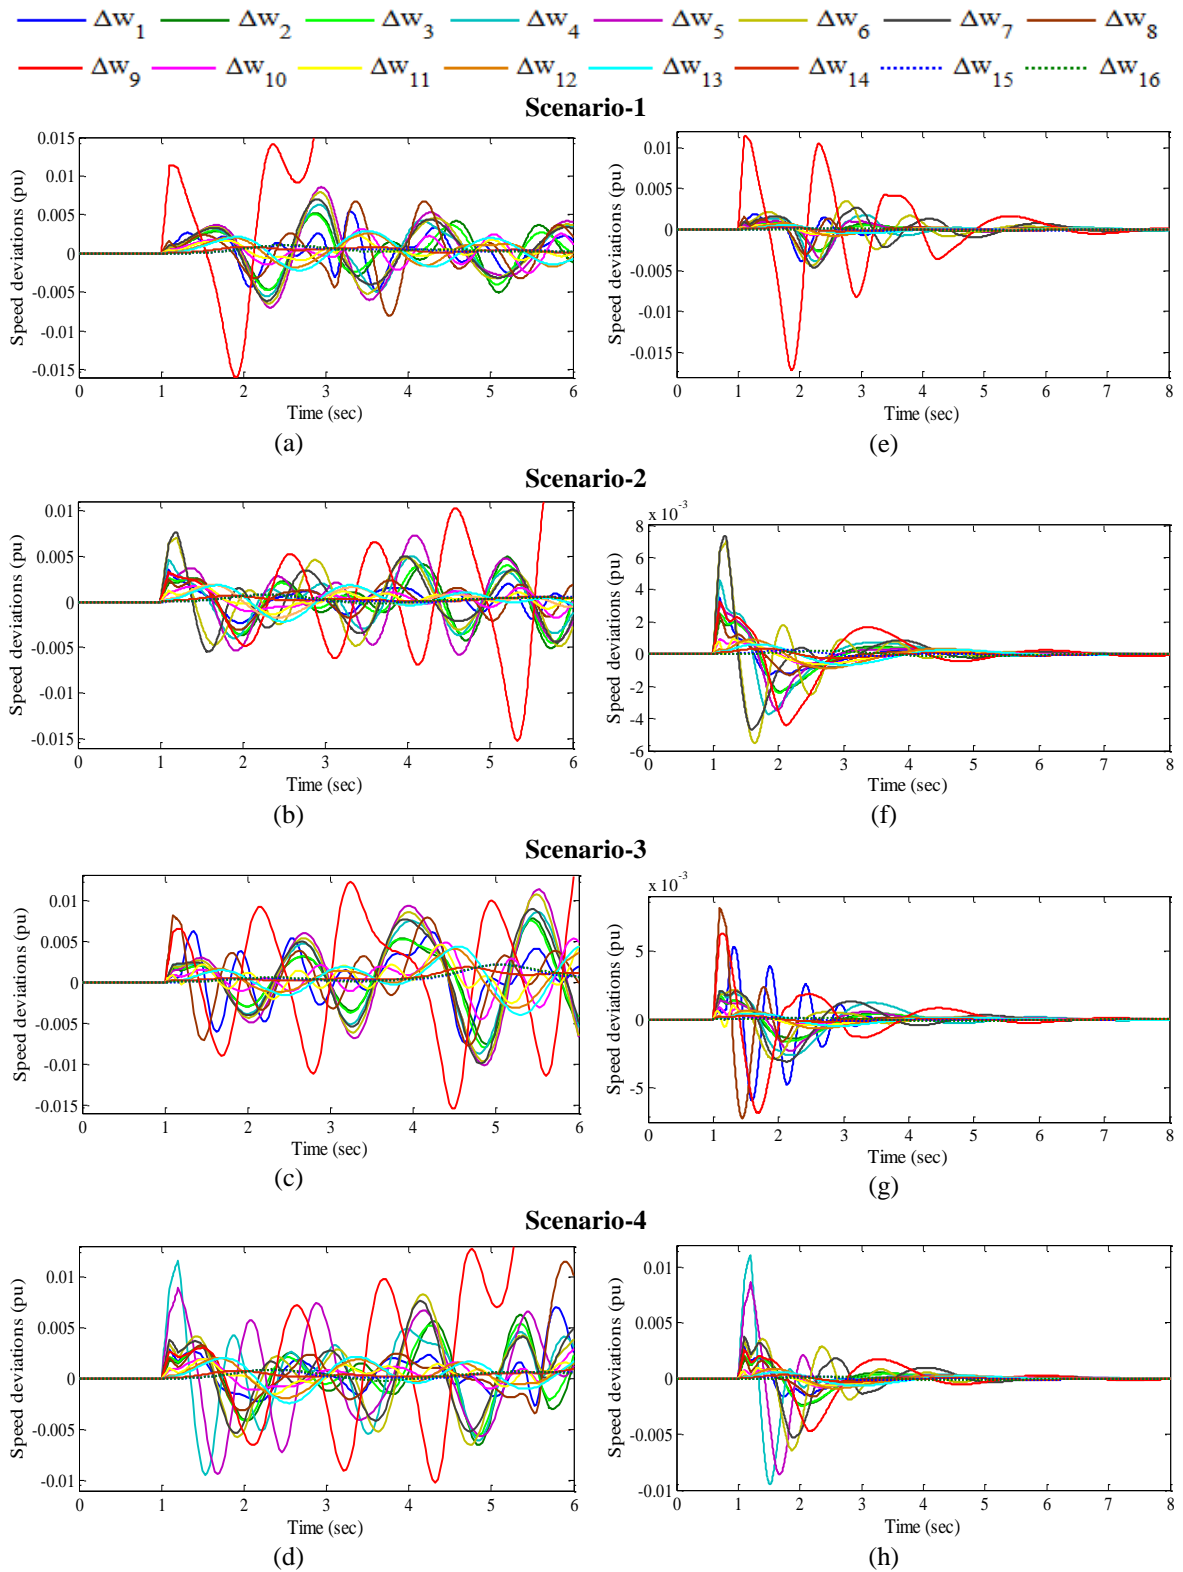 Δw1 Δw2 Δw3 Δw4 Δw5 Δw6 Δw7 Δw8
Δw9 Δw10 Δw11 Δw12 Δw13 Δw14 Δw15 Δw16
Scenario-1
Speed deviations (pu)
0.015
0.01
0.005
0
-0.005
-0.01
-0.015
0 1 2 3 4 5 6
Time (sec)
(a)
Speed deviations (pu)
0.01
0.005
0
-0.005
-0.01
-0.015
0 1 2 3 4 5 6 7 8
Time (sec)
(e)
Scenario-2
Speed deviations (pu)
0.01
0.005
0
-0.005
-0.01
-0.015
0 1 2 3 4 5 6
Time (sec)
(b)
x 10-3
Speed deviations (pu)
8
6
4
2
0
-2
-4
-6
0 1 2 3 4 5 6 7 8
Time (sec)
(f)
Scenario-3
Speed deviations (pu)
0.01
0.005
0
-0.005
-0.01
-0.015
0 1 2 3 4 5 6
Time (sec)
(c)
x 10-3
Speed deviations (pu)
5
0
-5
0 1 2 3 4 5 6 7 8
Time (sec)
(g)
Scenario-4
Speed deviations (pu)
0.01
0.005
0
-0.005
-0.01
0 1 2 3 4 5 6
Time (sec)
(d)
Speed deviations (pu)
0.01
0.005
0
-0.005
-0.01
0 1 2 3 4 5 6 7 8
Time (sec)
(h)